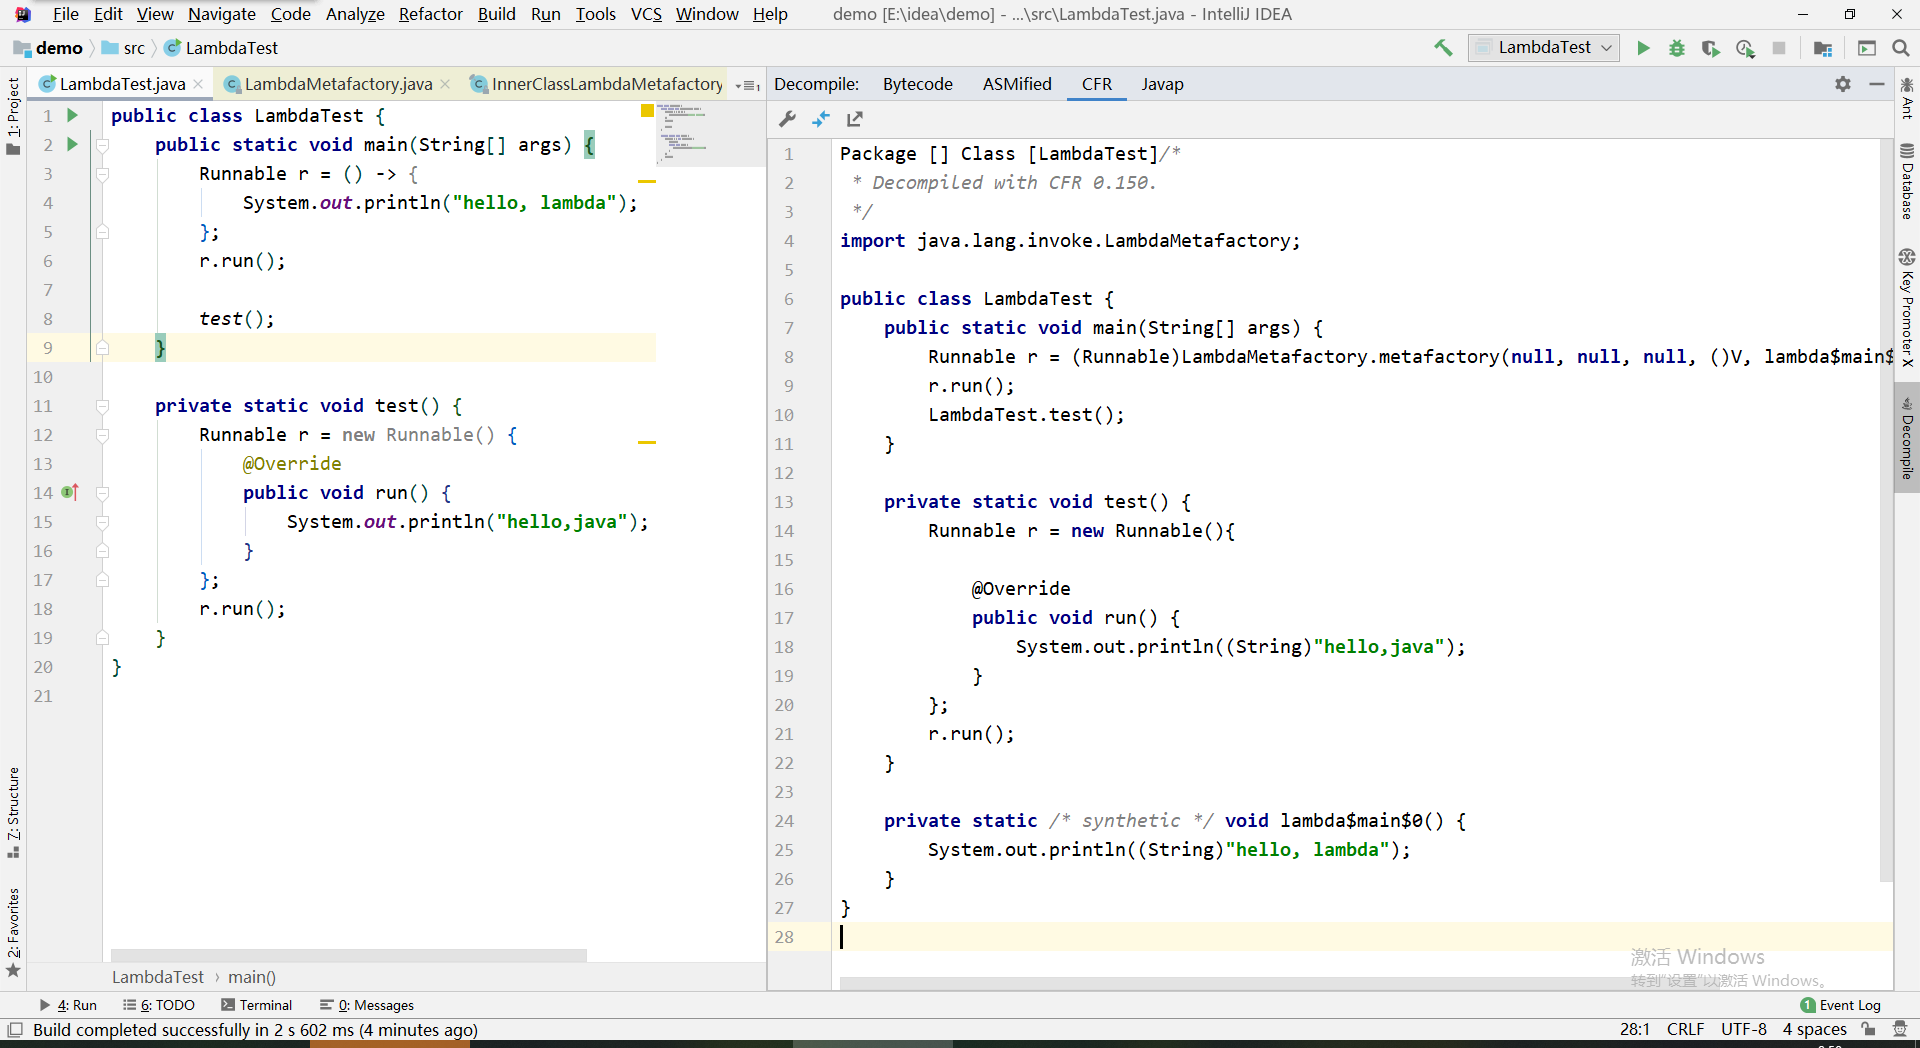 File Edit View Navigate Code Analyze Refactor Build Run Tools VCS Window Help demo [E:\idea\demo] - ...\src\LambdaTest.java - IntelliJ IDEA
demo src LambdaTest LambdaTest
LambdaTest.java LambdaMetafactory.java InnerClassLambdaMetafactory
1 public class LambdaTest {
2 public static void main(String[] args) {
3 Runnable r = () -> {
4 System.out.println("hello, lambda");
5 };
6 r.run();
7
8 test();
9 }
10
11 private static void test() {
12 Runnable r = new Runnable() {
13 @Override
14 public void run() {
15 System.out.println("hello,java");
16 }
17 };
18 r.run();
19 }
20 }
21
LambdaTest › main()
Decompile: Bytecode ASMified CFR Javap
1 Package [] Class [LambdaTest]/*
2 * Decompiled with CFR 0.150.
3 */
4 import java.lang.invoke.LambdaMetafactory;
5
6 public class LambdaTest {
7 public static void main(String[] args) {
8 Runnable r = (Runnable)LambdaMetafactory.metafactory(null, null, null, ()V, lambda$main$
9 r.run();
10 LambdaTest.test();
11 }
12
13 private static void test() {
14 Runnable r = new Runnable(){
15
16 @Override
17 public void run() {
18 System.out.println((String)"hello,java");
19 }
20 };
21 r.run();
22 }
23
24 private static /* synthetic */ void lambda$main$0() {
25 System.out.println((String)"hello, lambda");
26 }
27 }
28
激活 Windows
转到"设置"以激活 Windows。
1: Project
7: Structure
2: Favorites
Ant
Database
Key Promoter X
Decompile
4: Run 6: TODO Terminal 0: Messages 1 Event Log
Build completed successfully in 2 s 602 ms (4 minutes ago) 28:1 CRLF UTF-8 4 spaces